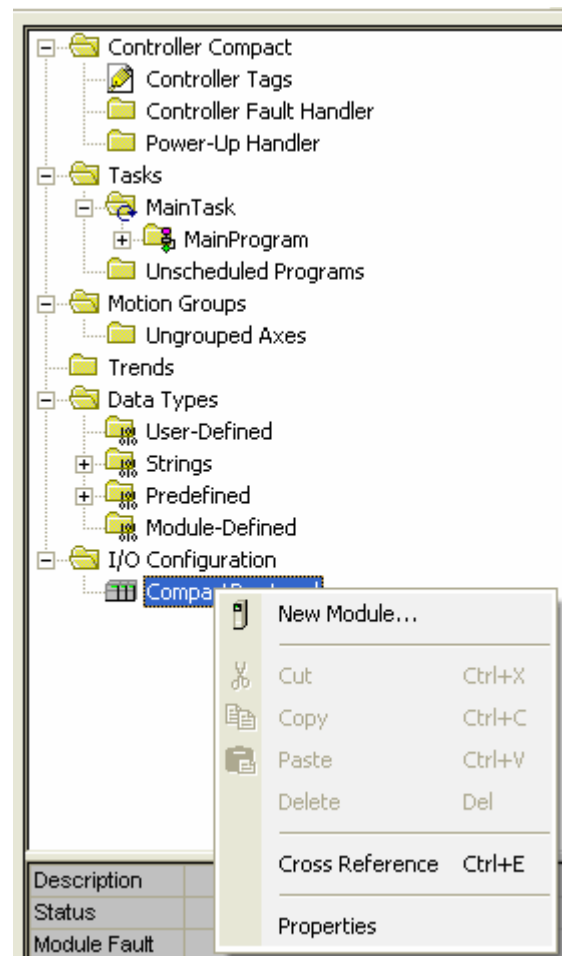 Controller Compact
Controller Tags
Controller Fault Handler
Power-Up Handler
Tasks
MainTask
MainProgram
Unscheduled Programs
Motion Groups
Ungrouped Axes
Trends
Data Types
User-Defined
Strings
Predefined
Module-Defined
I/O Configuration
New Module...
Cut Ctrl+X
Copy Ctrl+C
Paste Ctrl+V
Delete Del
Cross Reference Ctrl+E
Properties
Description
Status
Module Fault